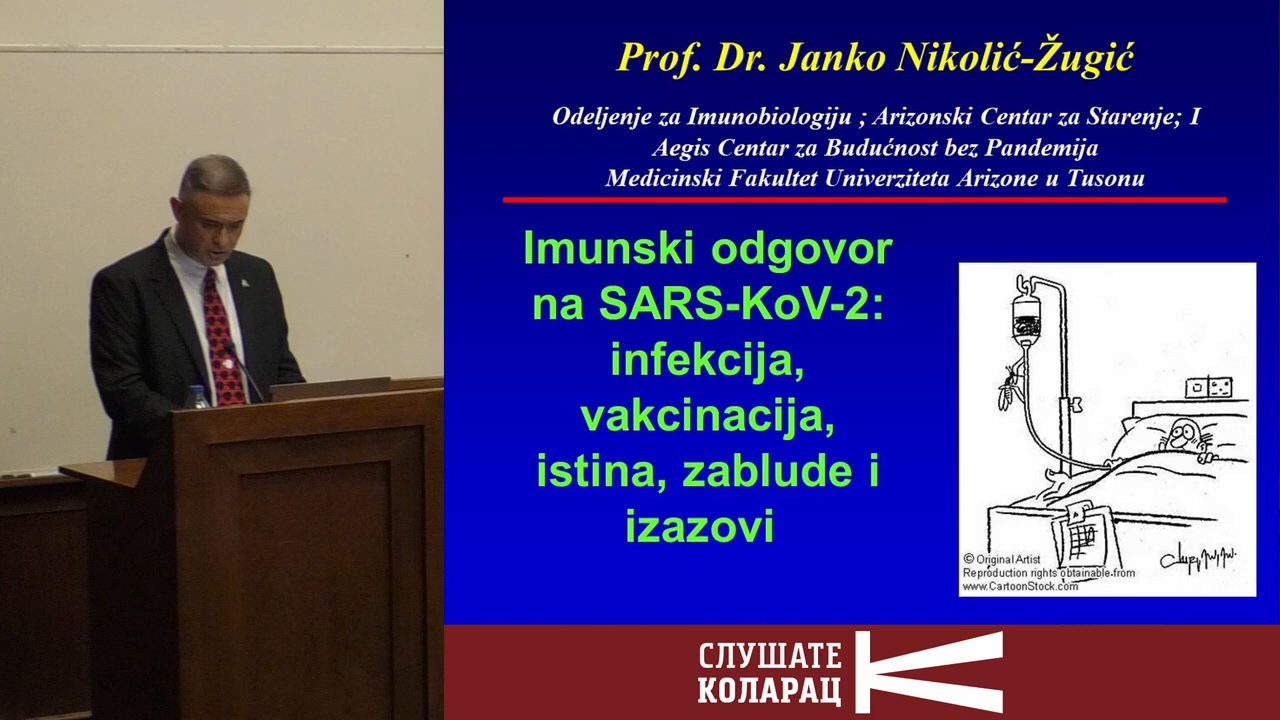 Prof. Dr. Janko Nikolić-Žugić
Odeljenje za Imunobiologiju ; Arizonski Centar za Starenje; I
Aegis Centar za Budućnost bez Pandemija
Medicinski Fakultet Univerziteta Arizone u Tusonu
Imunski odgovor
na SARS-KoV-2:
infekcija,
vakcinacija,
istina, zablude i
izazovi
© Original Artist
Reproduction rights obtainable from
www.CartoonStock.com
СЛУШАТЕ
КОЛАРАЦ